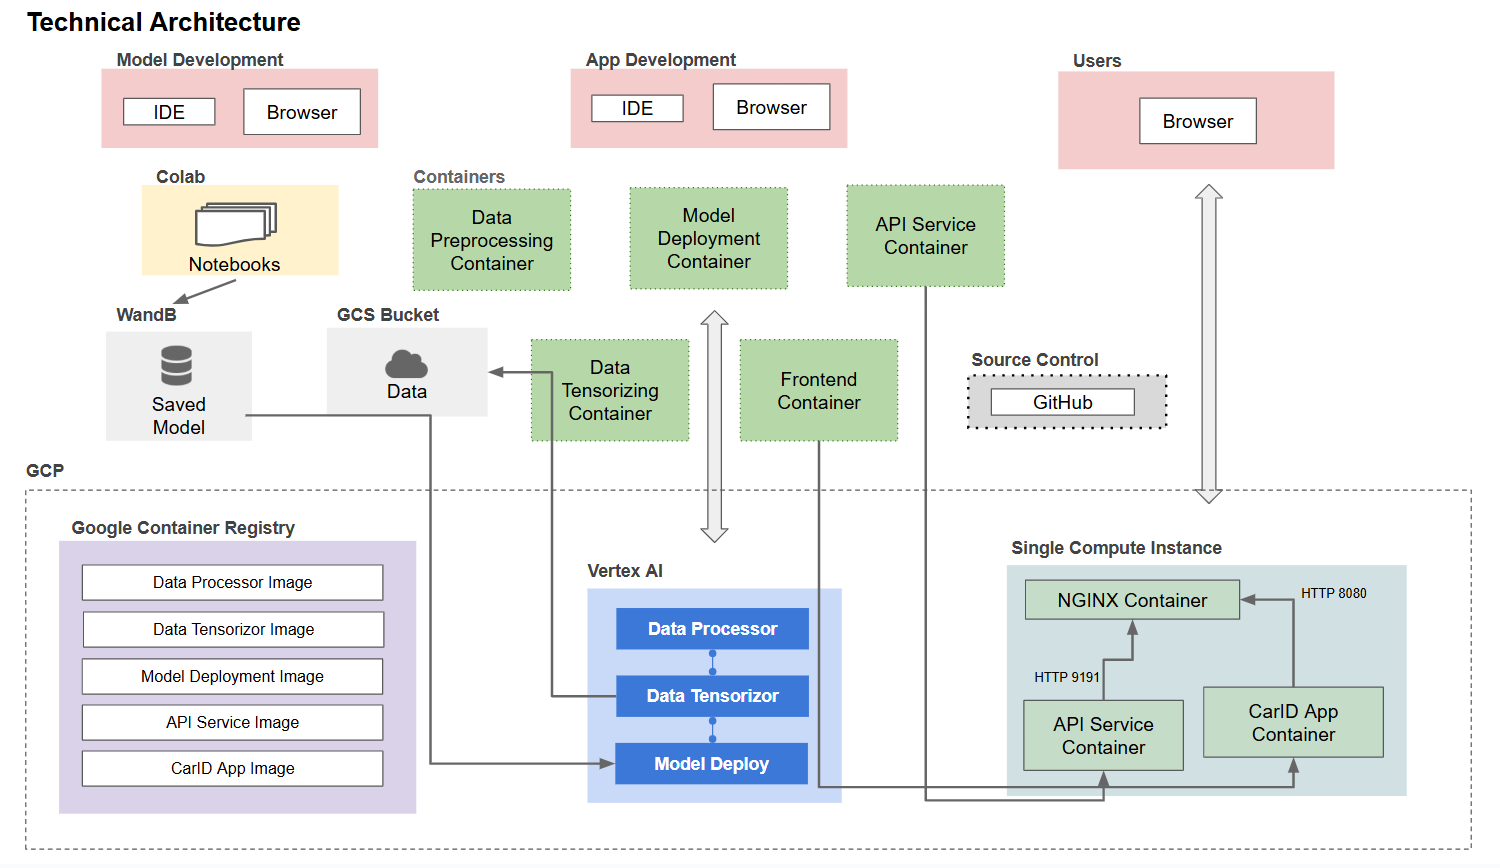 Technical Architecture
Model Development
IDE
Browser
App Development
IDE
Browser
Users
Browser
Colab
Notebooks
Containers
Data
Preprocessing
Container
Model
Deployment
Container
API Service
Container
WandB
Saved
Model
GCS Bucket
Data
Data
Tensorizing
Container
Frontend
Container
Source Control
GitHub
GCP
Google Container Registry
Data Processor Image
Data Tensorizor Image
Model Deployment Image
API Service Image
CarID App Image
Vertex AI
Data Processor
Data Tensorizor
Model Deploy
Single Compute Instance
NGINX Container
HTTP 8080
HTTP 9191
API Service
Container
CarID App
Container